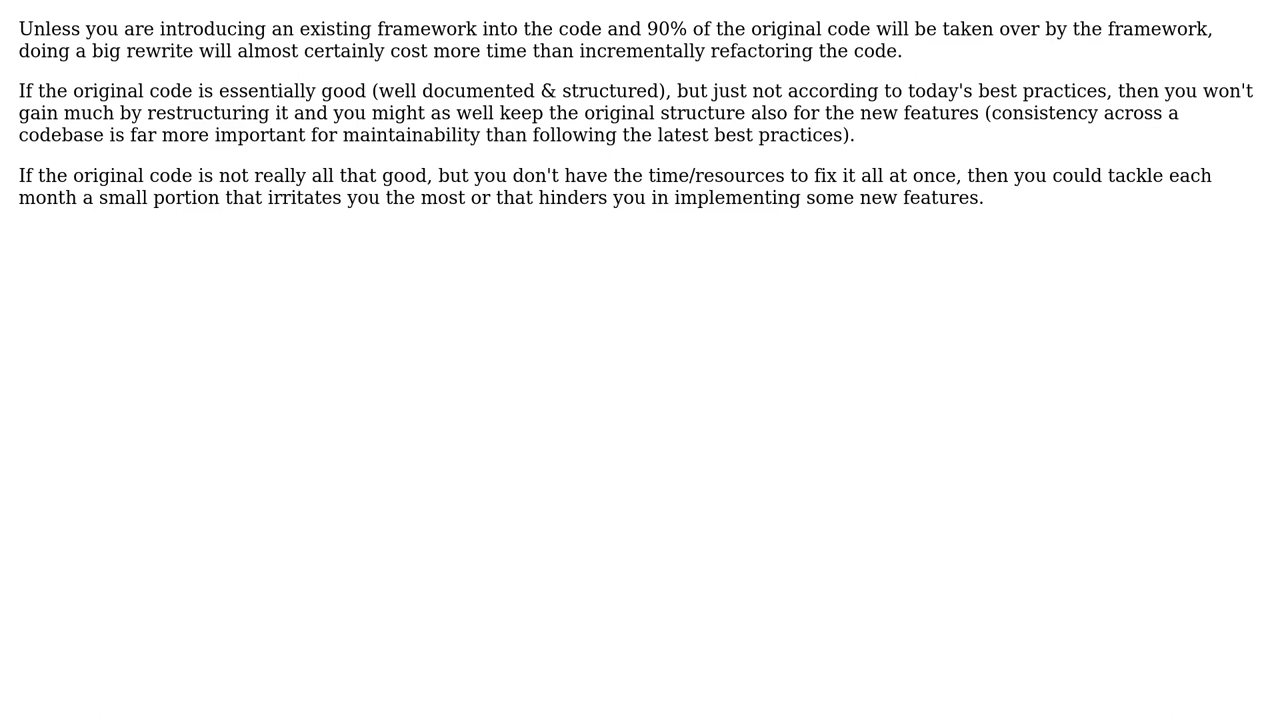 Unless you are introducing an existing framework into the code and 90% of the original code will be taken over by the framework,
doing a big rewrite will almost certainly cost more time than incrementally refactoring the code.
If the original code is essentially good (well documented & structured), but just not according to today's best practices, then you won't
gain much by restructuring it and you might as well keep the original structure also for the new features (consistency across a
codebase is far more important for maintainability than following the latest best practices).
If the original code is not really all that good, but you don't have the time/resources to fix it all at once, then you could tackle each
month a small portion that irritates you the most or that hinders you in implementing some new features.